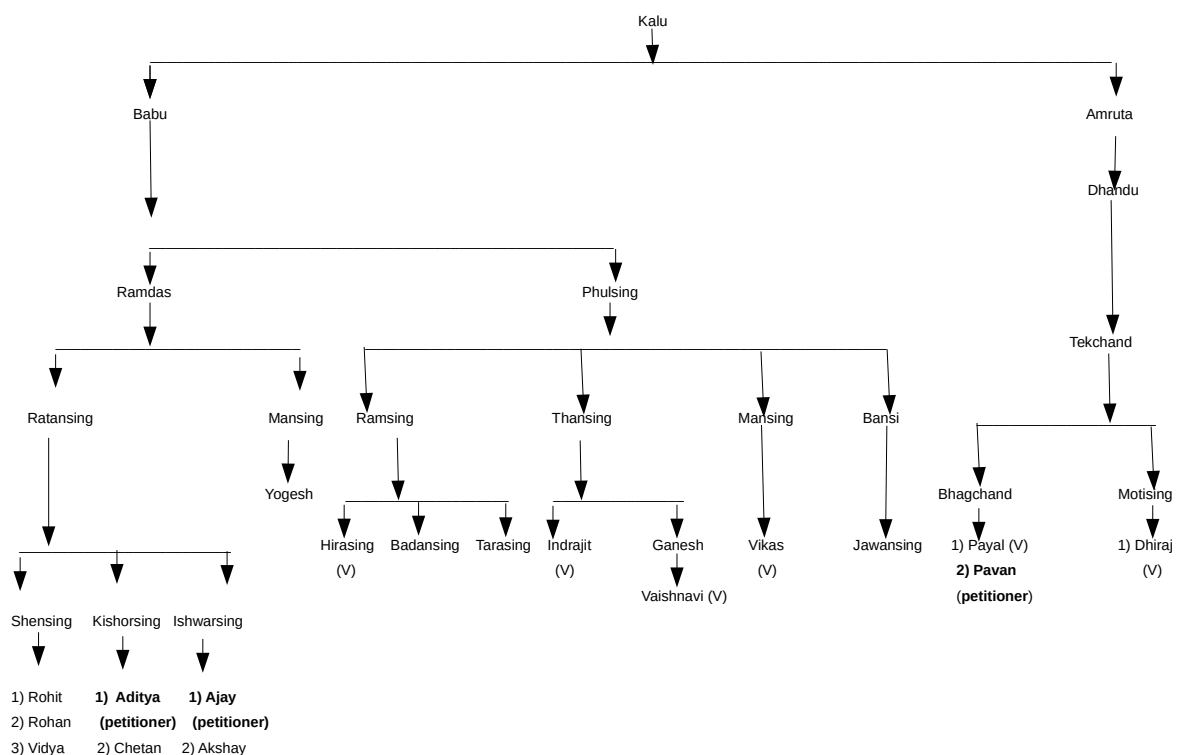 Kalu
Babu Amruta
Dhandu
Ramdas Phulsing
Tekchand
Ratansing Mansing Ramsing Thansing Mansing Bansi
Yogesh Bhagchand Motising
Hirasing Badansing Tarasing Indrajit Ganesh Vikas Jawansing 1) Payal (V) 1) Dhiraj
(V) (V) (V) 2) Pavan (V)
Vaishnavi (V) (petitioner)
Shensing Kishorsing Ishwarsing
1) Rohit 1) Aditya 1) Ajay
2) Rohan (petitioner) (petitioner)
3) Vidya 2) Chetan 2) Akshay